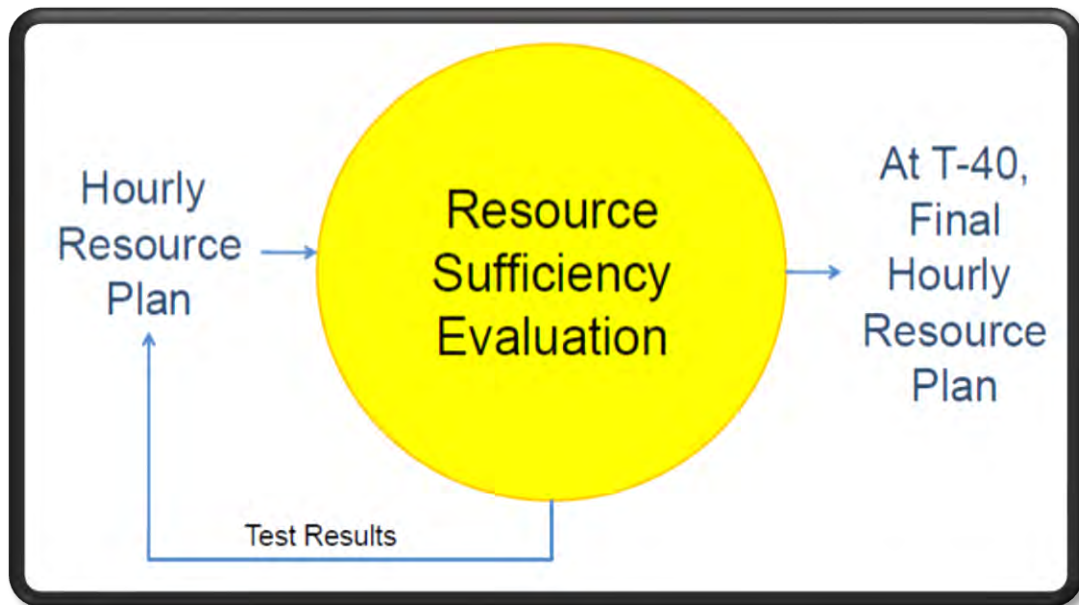 Hourly
Resource
Plan
Resource
Sufficiency
Evaluation
At T-40,
Final
Hourly
Resource
Plan
Test Results